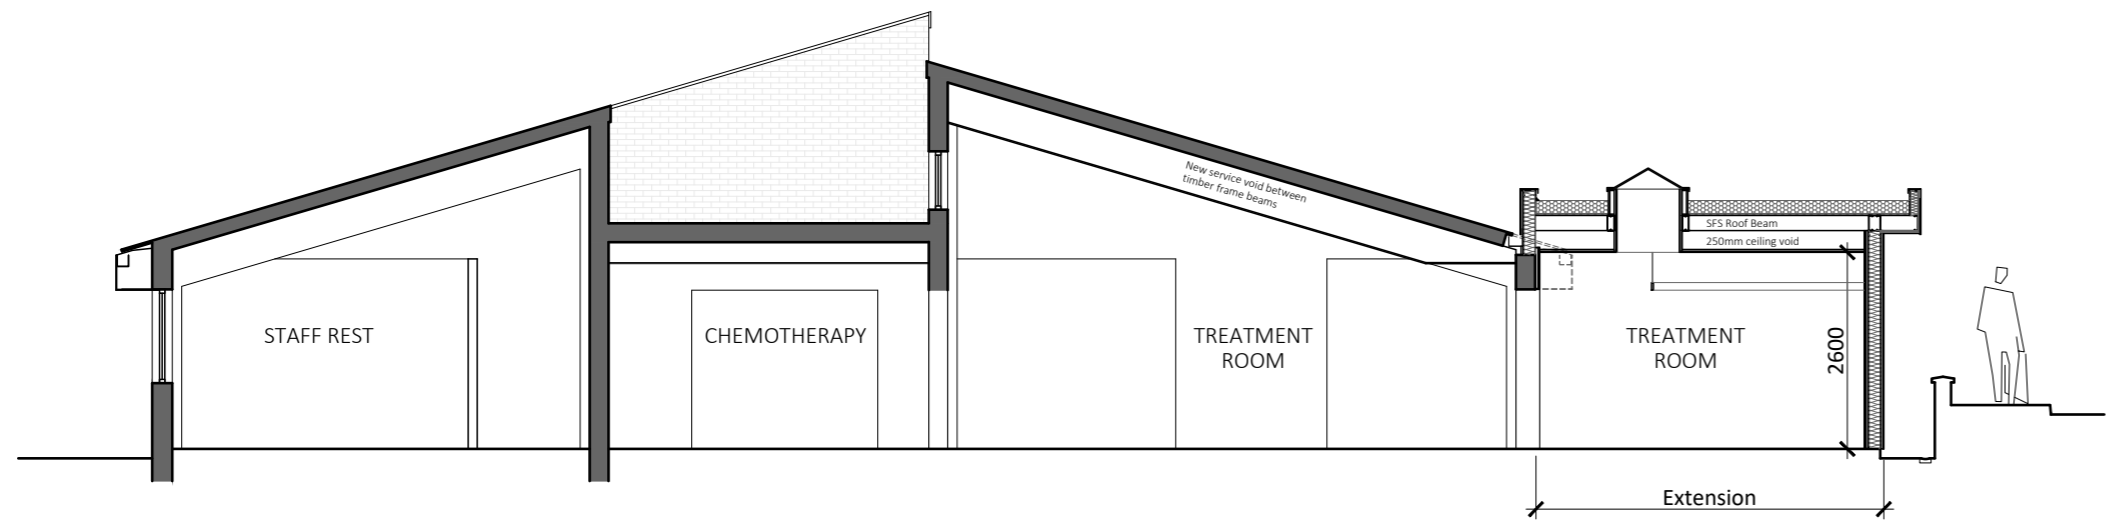 New service void between
timber frame beams
SFS Roof Beam
250mm ceiling void
STAFF REST
CHEMOTHERAPY
TREATMENT
ROOM
TREATMENT
ROOM
2600
Extension